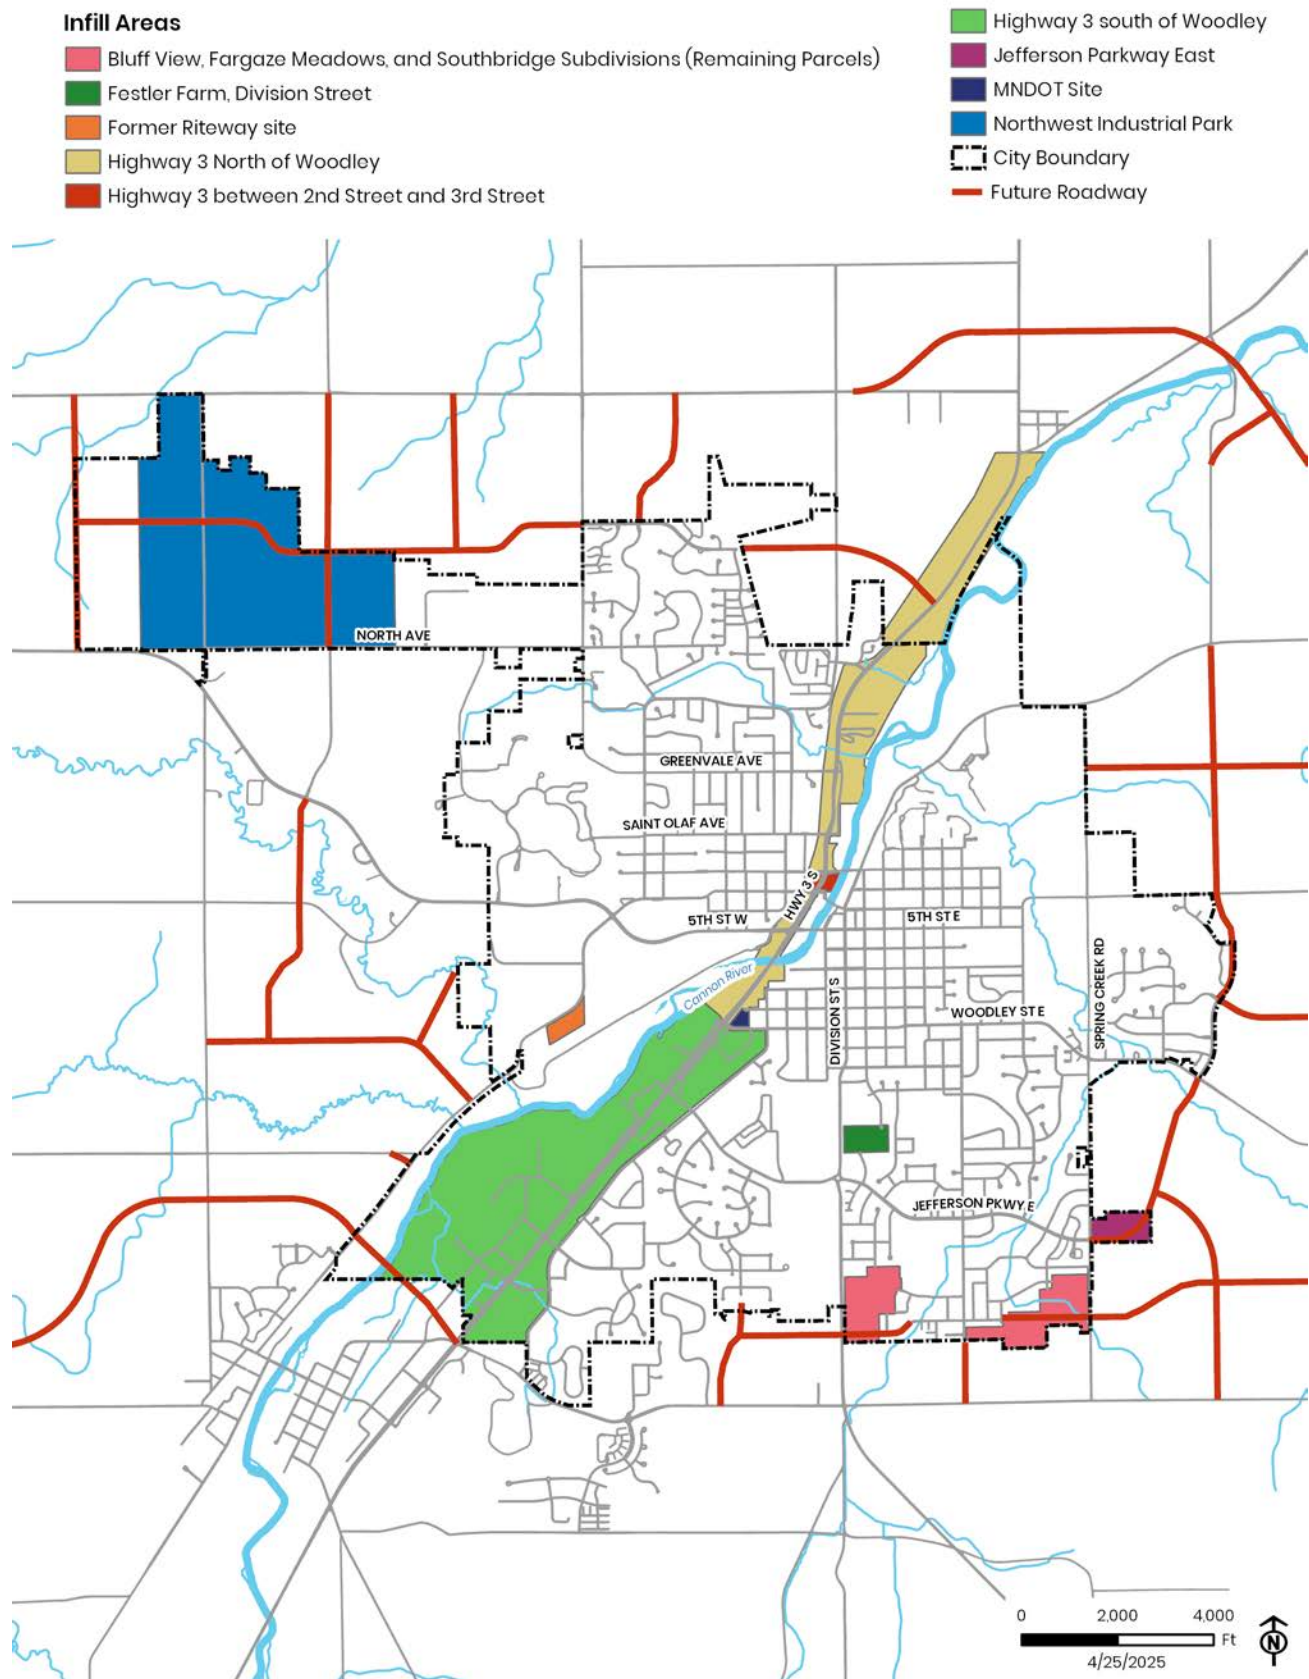 Infill Areas
Bluff View, Fargaze Meadows, and Southbridge Subdivisions (Remaining Parcels)
Festler Farm, Division Street
Former Riteway site
Highway 3 North of Woodley
Highway 3 between 2nd Street and 3rd Street
Highway 3 south of Woodley
Jefferson Parkway East
MNDOT Site
Northwest Industrial Park
City Boundary
Future Roadway
NORTH AVE
GREENVALE AVE
SAINT OLAF AVE
HWY 3 S
5TH ST W
5TH ST E
SPRING CREEK RD
Cannon River
DIVISION ST S
WOODLEY ST E
JEFFERSON PKWY E
0 2,000 4,000
Ft
N
4/25/2025